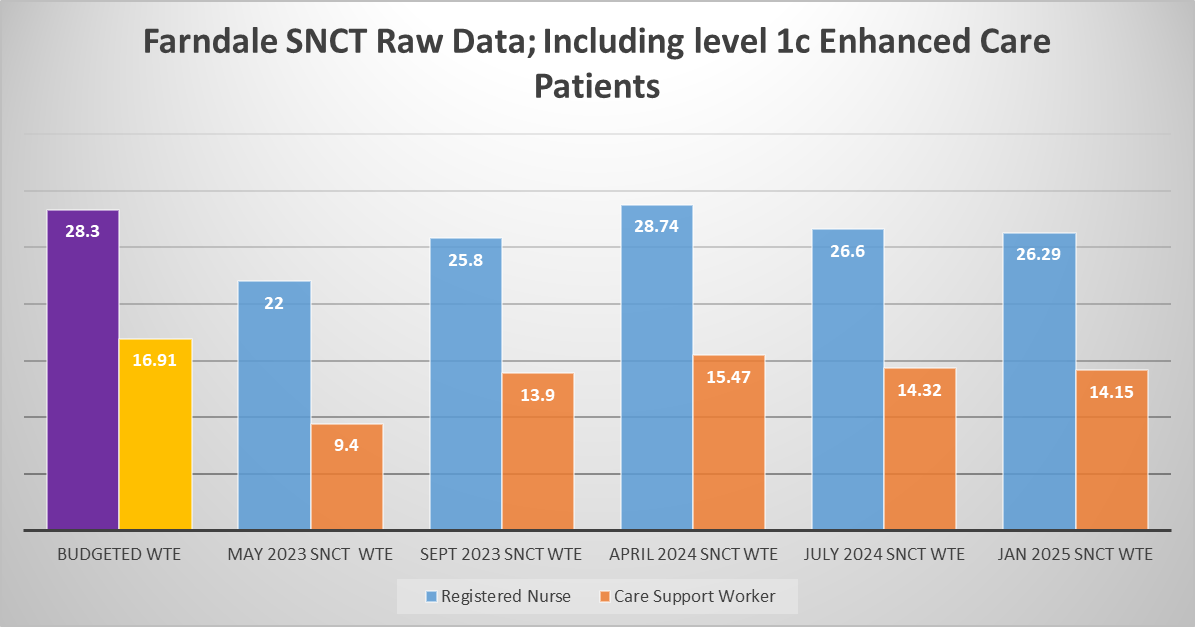 Farndale SNCT Raw Data; Including level 1c Enhanced Care
Patients
28.3
16.91
22
9.4
25.8
13.9
28.74
15.47
26.6
14.32
26.29
14.15
BUDGETED WTE
MAY 2023 SNCT WTE
SEPT 2023 SNCT WTE
APRIL 2024 SNCT WTE
JULY 2024 SNCT WTE
JAN 2025 SNCT WTE
Registered Nurse
Care Support Worker